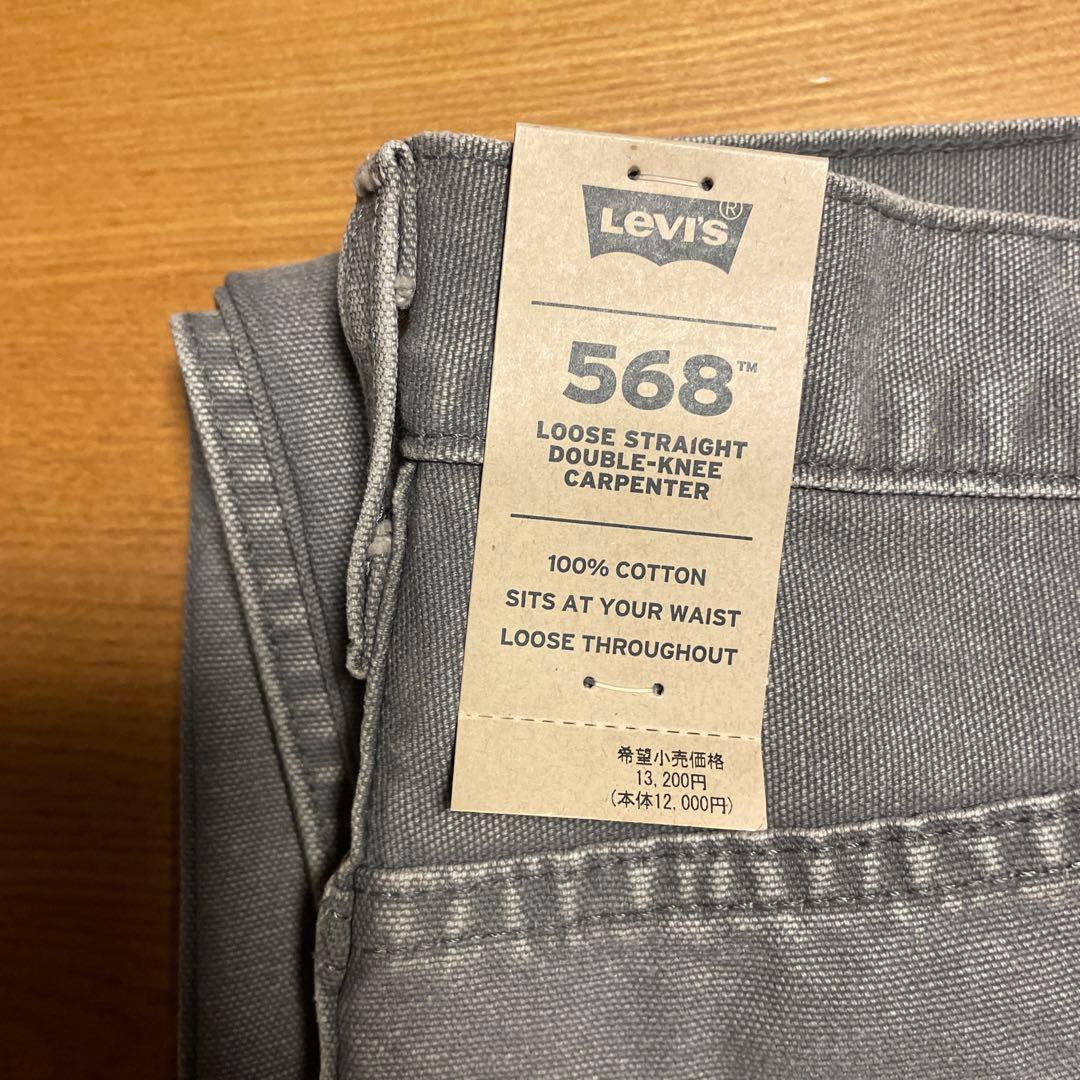 Levi's®
568™
LOOSE STRAIGHT
DOUBLE-KNEE
CARPENTER
100% COTTON
SITS AT YOUR WAIST
LOOSE THROUGHOUT
希望小売価格
13,200円
(本体12,000円)